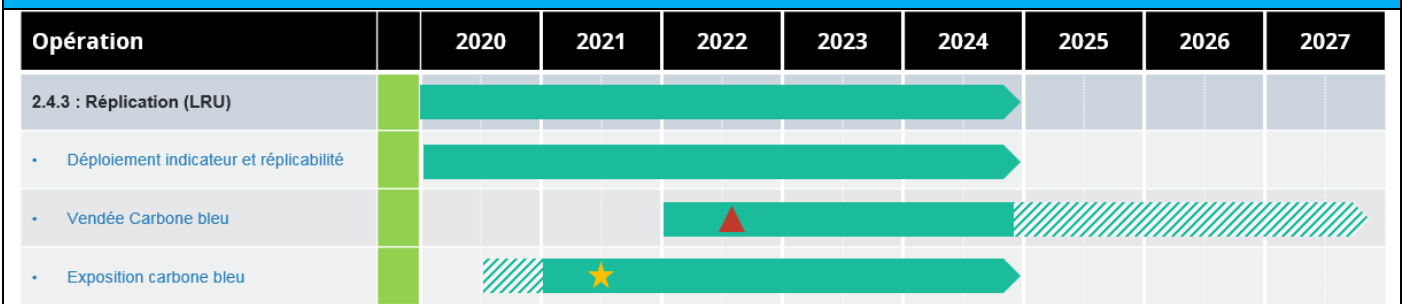 Opération 2020 2021 2022 2023 2024 2025 2026 2027
2.4.3 : Réplication (LRU)
• Déploiement indicateur et réplicabilité
• Vendée Carbone bleu
• Exposition carbone bleu